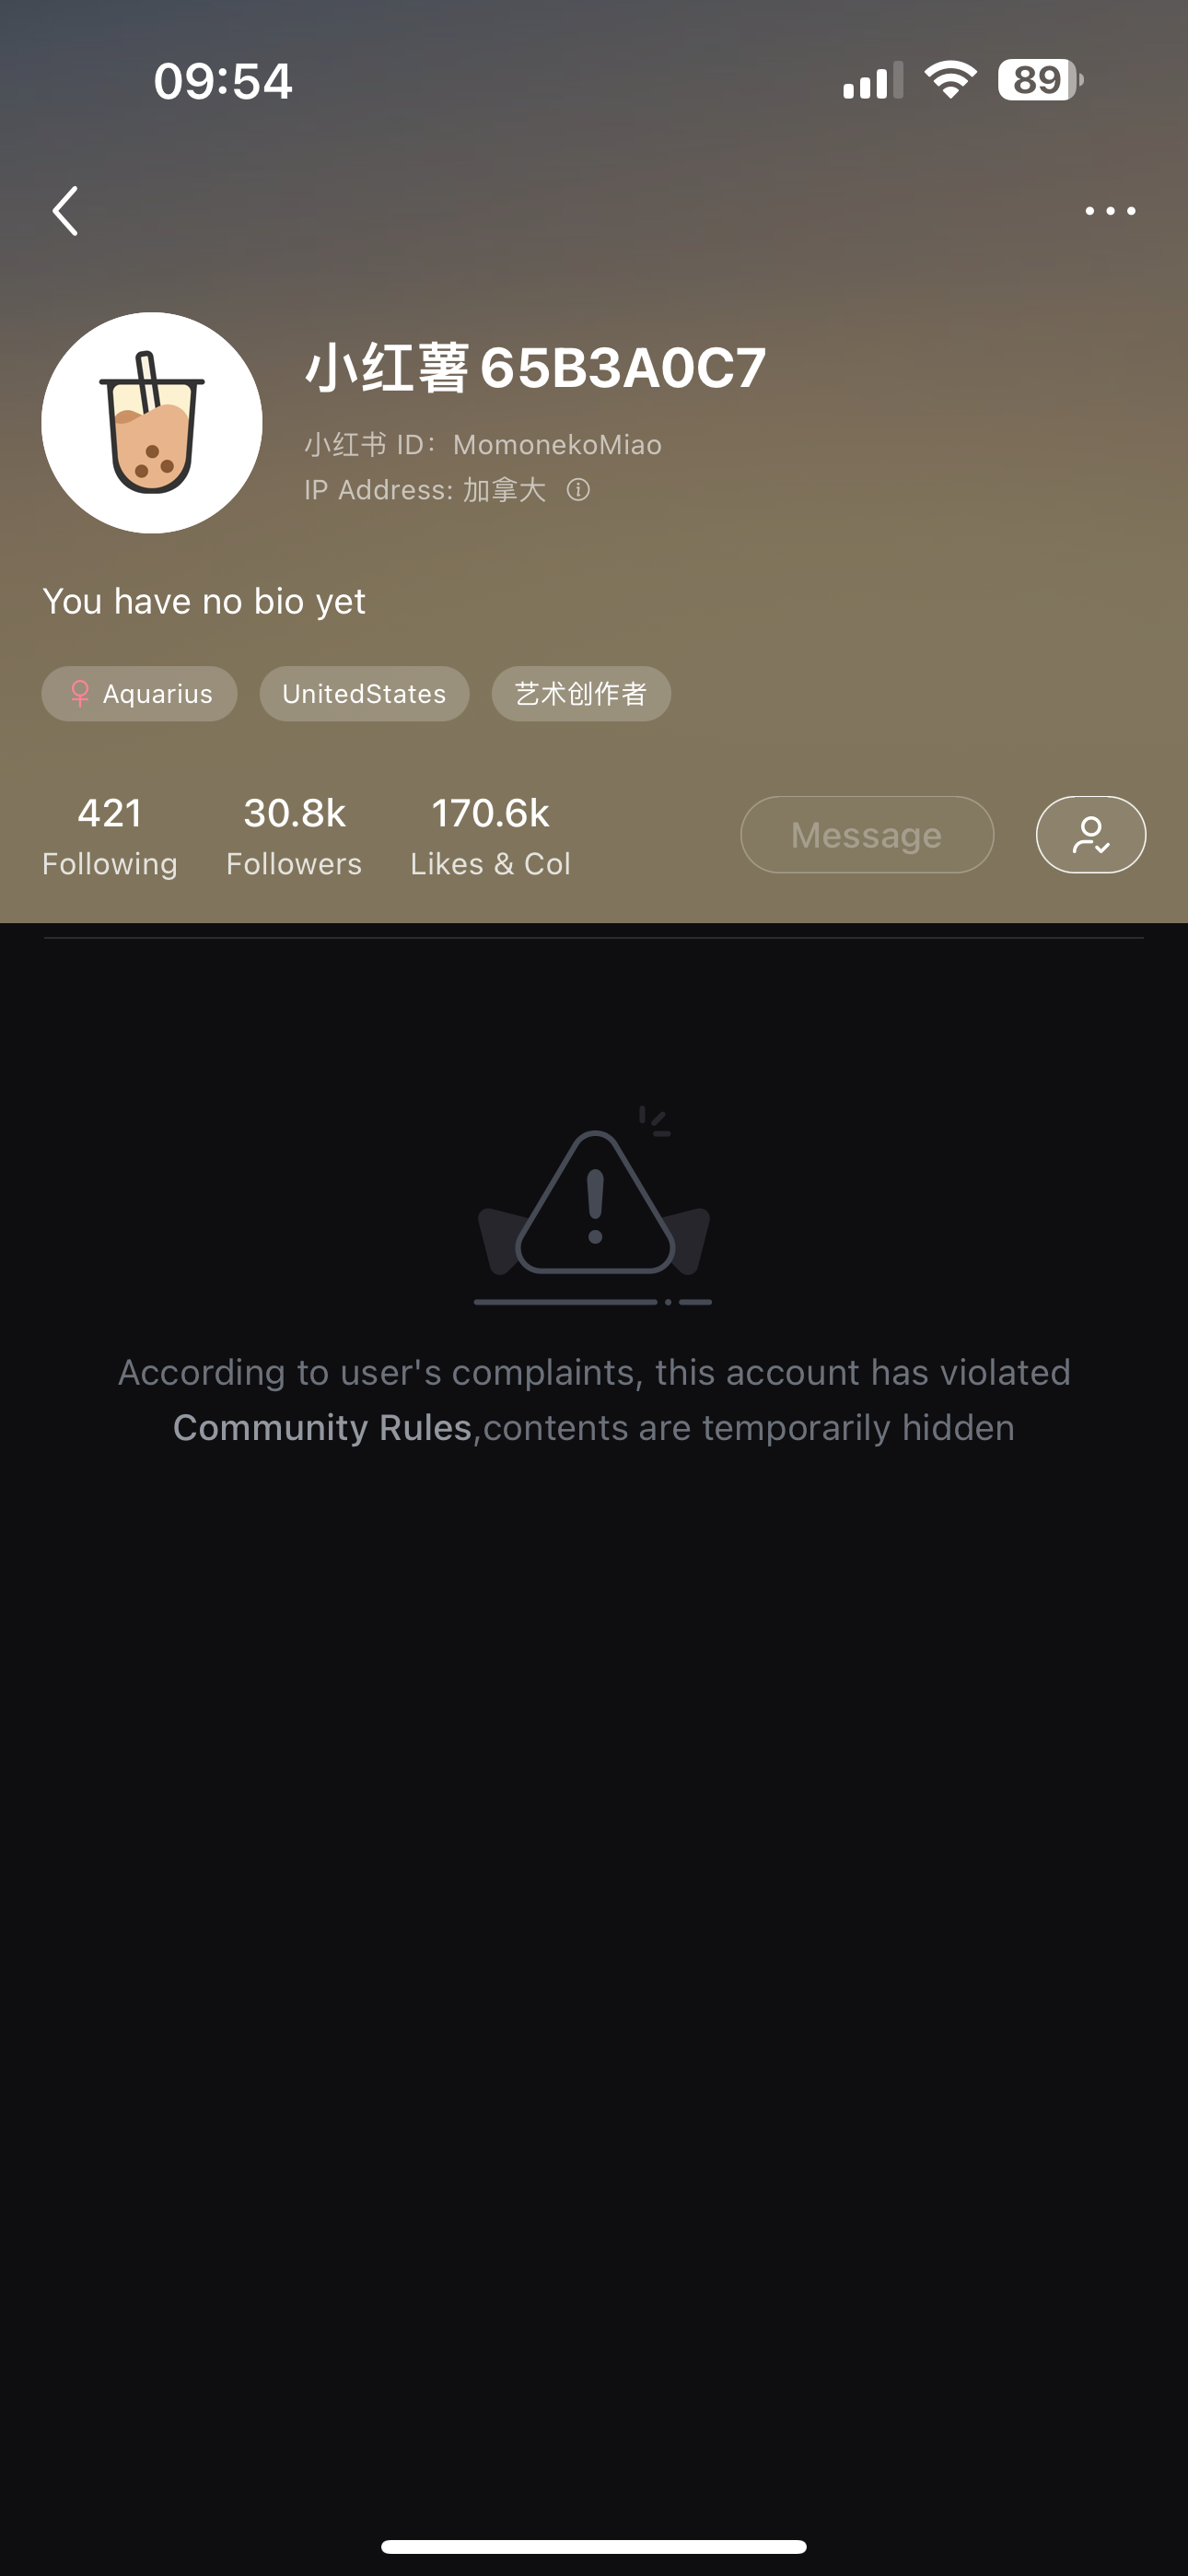 09:54
89
小红薯65B3A0C7
小红书 ID：MomonekoMiao
IP Address: 加拿大
You have no bio yet
Aquarius
UnitedStates
艺术创作者
421
30.8k
170.6k
Following
Followers
Likes & Col
Message
According to user's complaints, this account has violated
Community Rules,contents are temporarily hidden